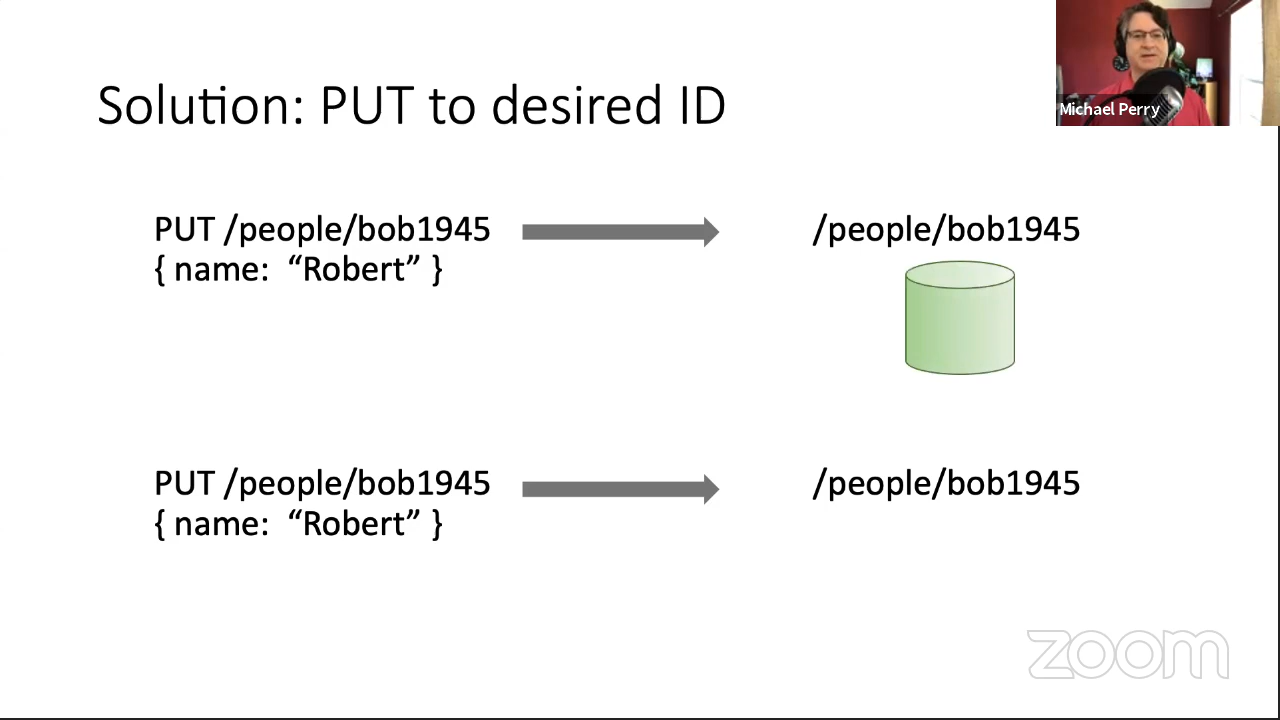 Solution: PUT to desired ID
Michael Perry
PUT /people/bob1945
{ name: “Robert” }
/people/bob1945
PUT /people/bob1945
{ name: “Robert” }
/people/bob1945
zoom